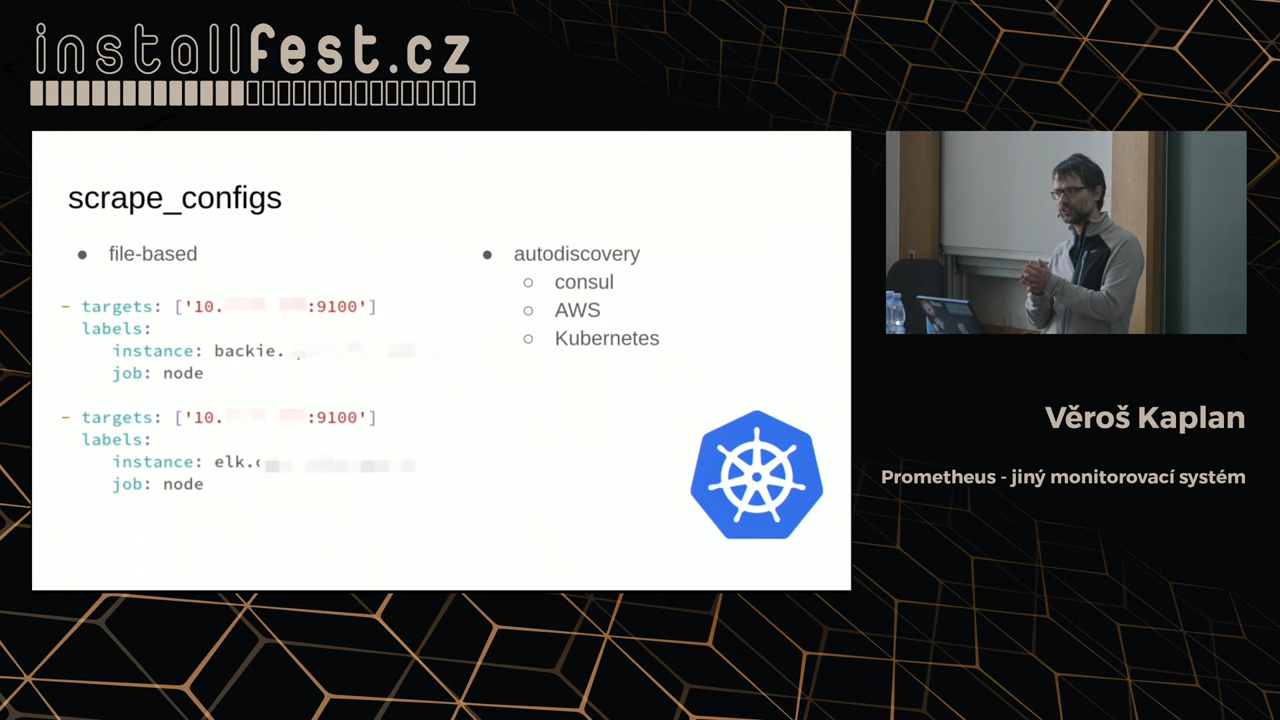 installfest.cz
scrape_configs
● file-based
- targets: ['10. :9100']
labels:
instance: backie.
job: node
- targets: ['10. :9100']
labels:
instance: elk.
job: node
● autodiscovery
○ consul
○ AWS
○ Kubernetes
Věroš Kaplan
Prometheus - jiný monitorovací systém